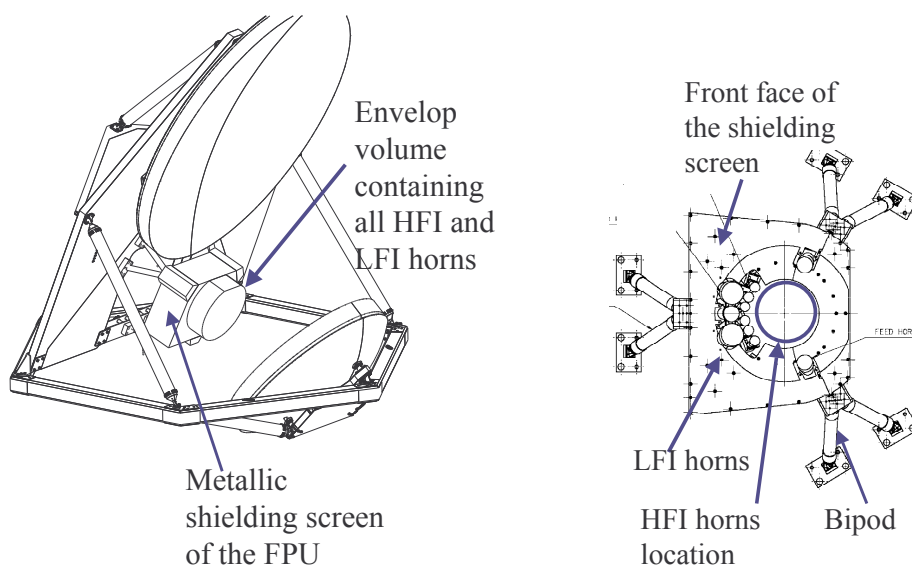 Envelop
volume
containing
all HFI and
LFI horns
Metallic
shielding screen
of the FPU
Front face of
the shielding
screen
FEED HOR
LFI horns
HFI horns
location
Bipod